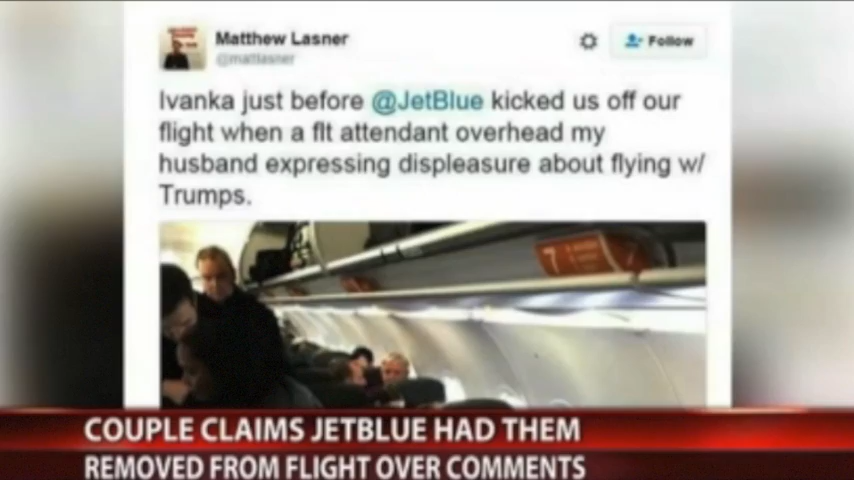 Matthew Lasner
@mattlasner
Follow
Ivanka just before @JetBlue kicked us off our
flight when a flt attendant overhead my
husband expressing displeasure about flying w/
Trumps.
7
COUPLE CLAIMS JETBLUE HAD THEM
REMOVED FROM FLIGHT OVER COMMENTS